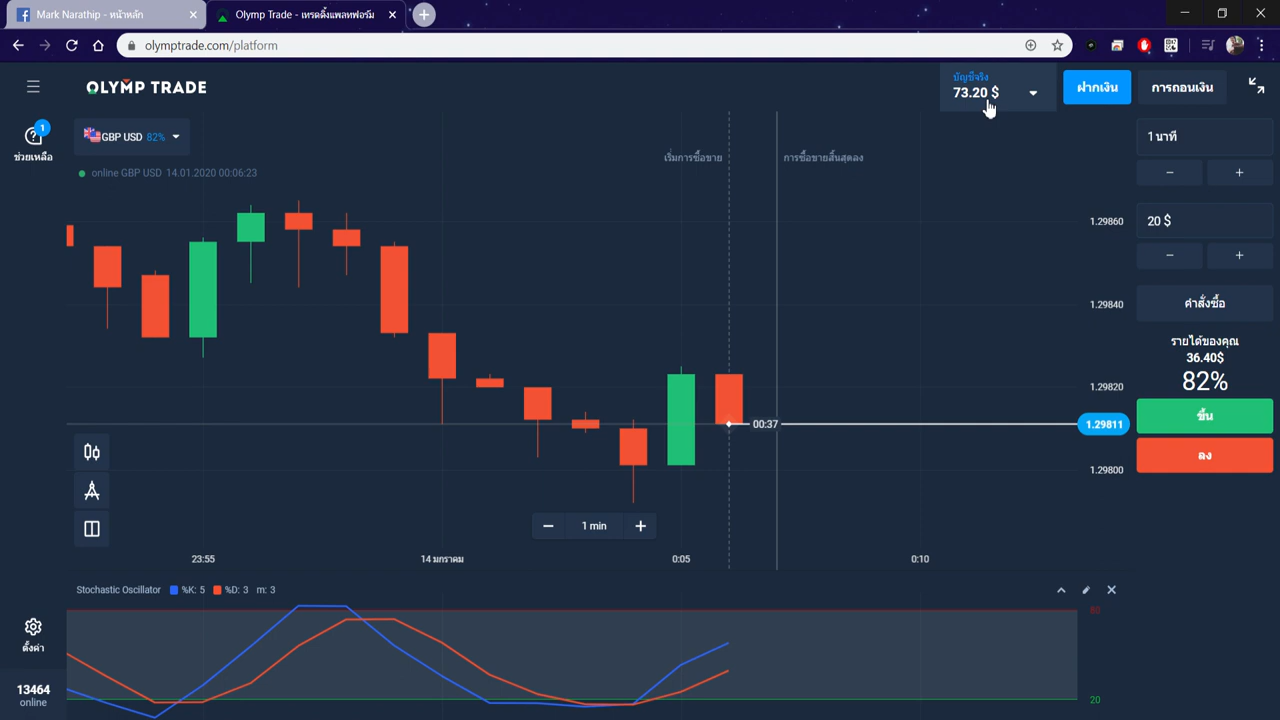 Mark Narathip - หน้าหลัก
Olymp Trade - เทรดดิ้งแพลทฟอร์ม
olymptrade.com/platform
OLYMP TRADE
บัญชีจริง
73.20 $
ฝากเงิน
การถอนเงิน
1
ช่วยเหลือ
GBP USD 82%
online GBP USD 14.01.2020 00:06:23
เริ่มการซื้อขาย
การซื้อขายสิ้นสุดลง
1 นาที
− +
20 $
− +
คำสั่งซื้อ
รายได้ของคุณ
36.40$
82%
ขึ้น
ลง
1.29860
1.29840
1.29820
1.29811
1.29800
00:37
− 1 min +
23:55
14 มกราคม
0:05
0:10
Stochastic Oscillator %K: 5 %D: 3 m: 3
80
20
ตั้งค่า
13464
online